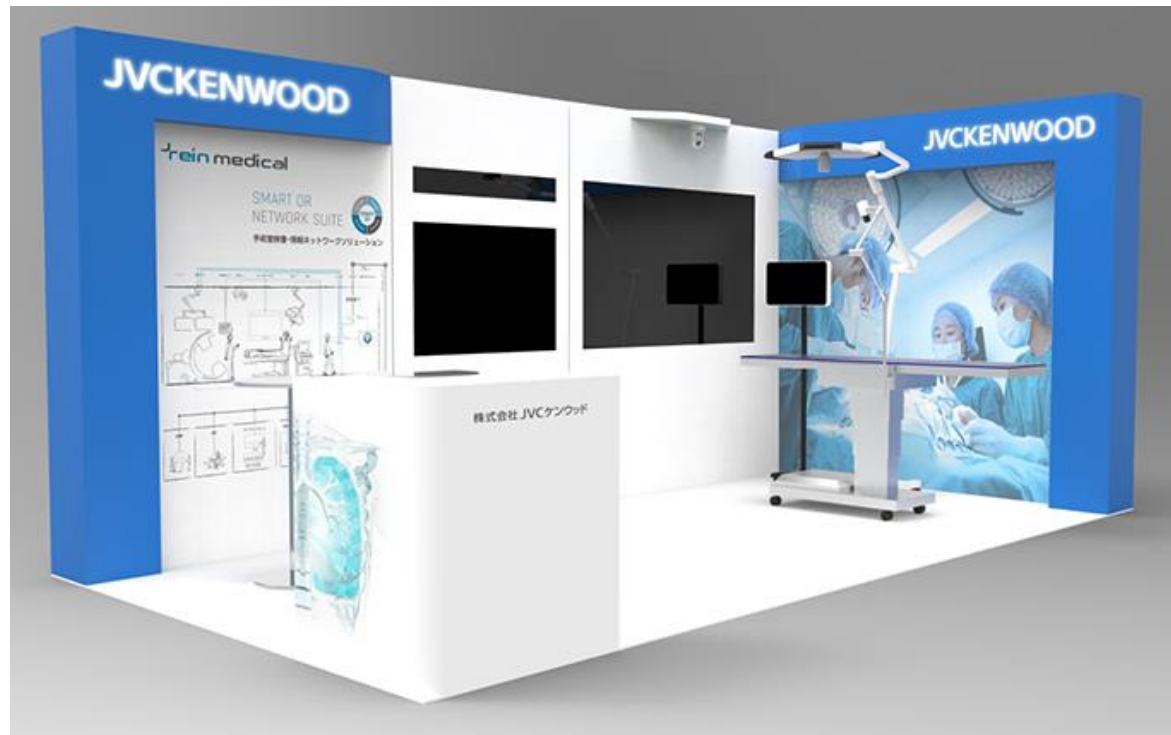 JVCKENWOOD
rein medical
SMART OR
NETWORK SUITE
手術室映像・情報ネットワークソリューション
株式会社 JVCケンウッド
JVCKENWOOD